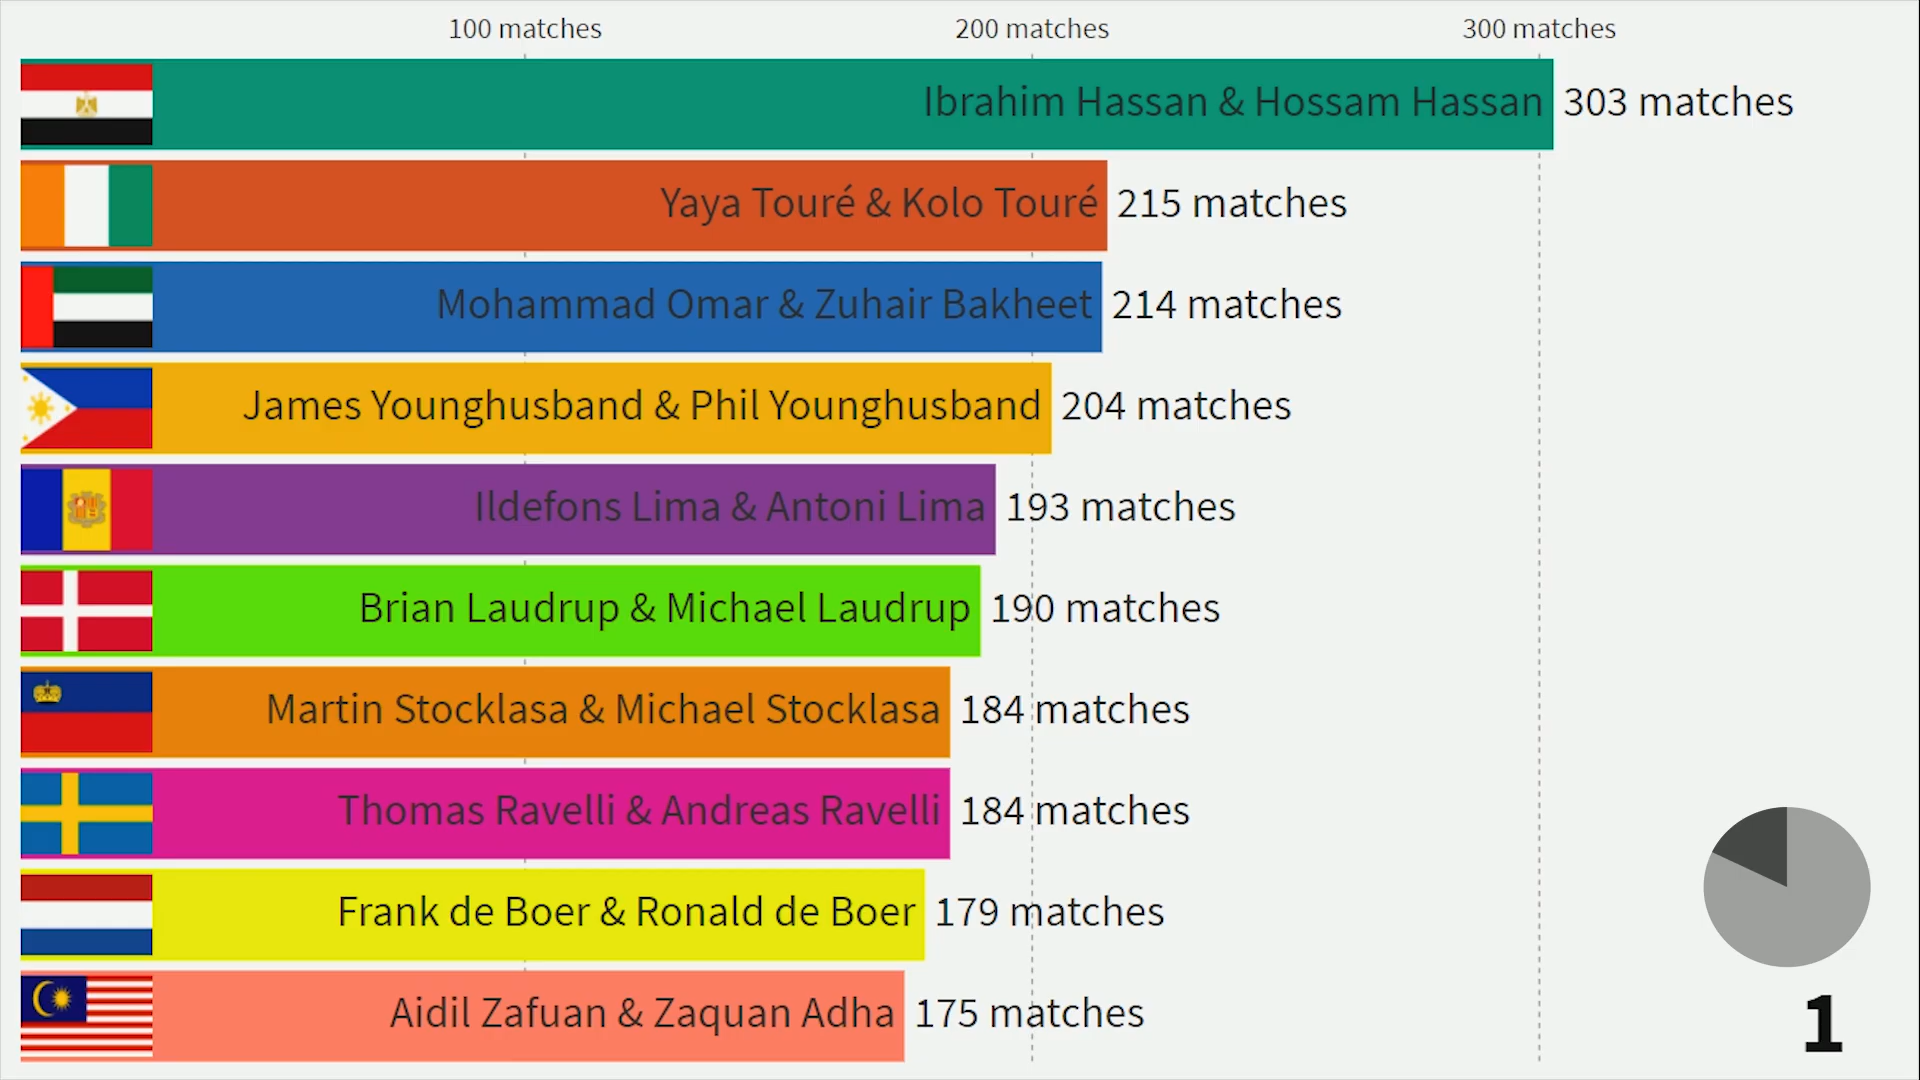 100 matches 200 matches 300 matches
Ibrahim Hassan & Hossam Hassan 303 matches
Yaya Touré & Kolo Touré 215 matches
Mohammad Omar & Zuhair Bakheet 214 matches
James Younghusband & Phil Younghusband 204 matches
Ildefons Lima & Antoni Lima 193 matches
Brian Laudrup & Michael Laudrup 190 matches
Martin Stocklasa & Michael Stocklasa 184 matches
Thomas Ravelli & Andreas Ravelli 184 matches
Frank de Boer & Ronald de Boer 179 matches
Aidil Zafuan & Zaquan Adha 175 matches
1